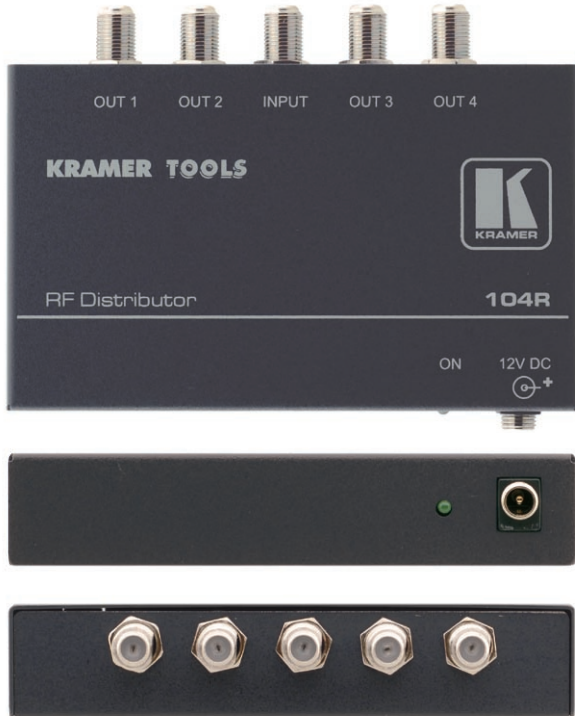 OUT 1 OUT 2 INPUT OUT 3 OUT 4
KRAMER TOOLS
K
KRAMER
RF Distributor 104R
ON 12V DC
+